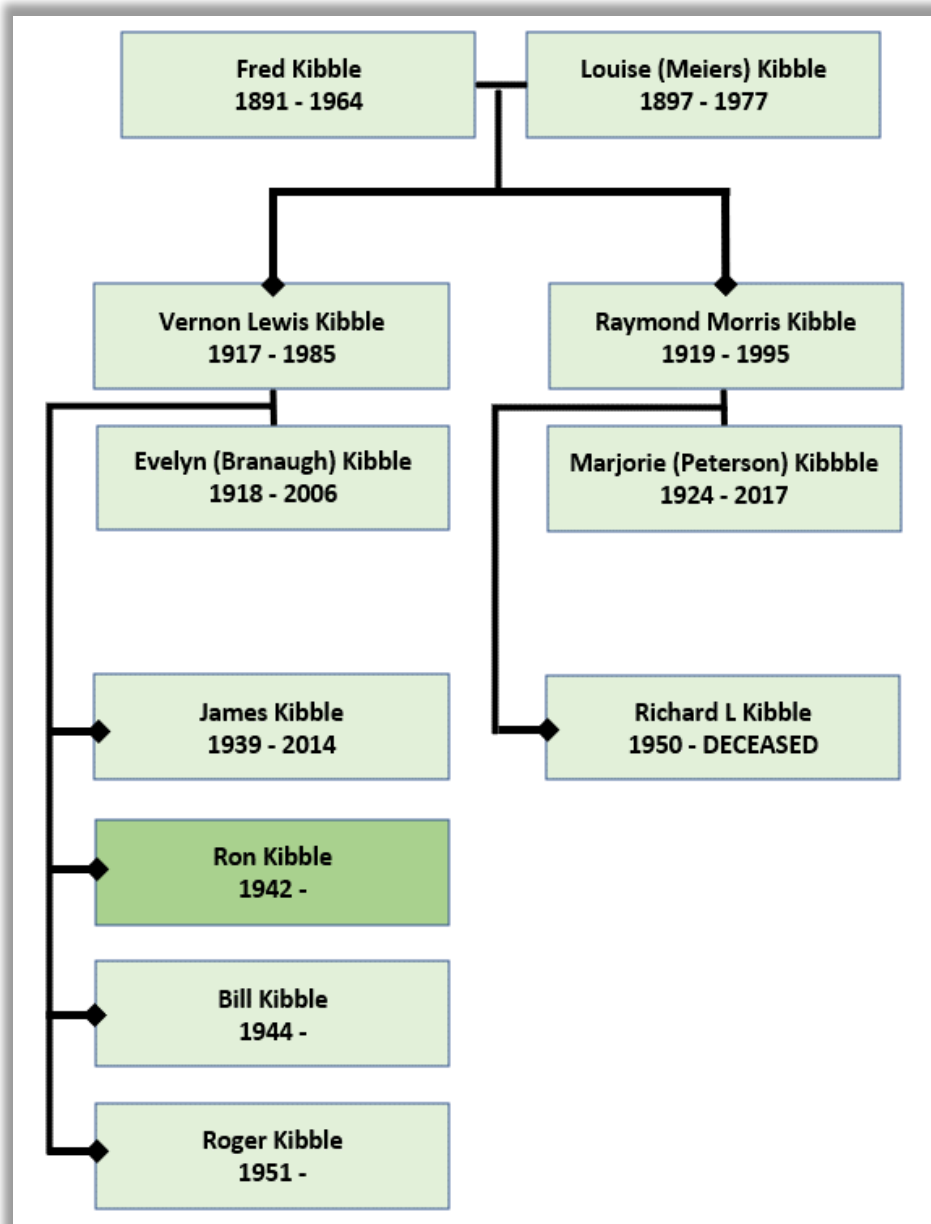 Fred Kibble
1891 - 1964
Louise (Meiers) Kibble
1897 - 1977
Vernon Lewis Kibble
1917 - 1985
Raymond Morris Kibble
1919 - 1995
Evelyn (Branaugh) Kibble
1918 - 2006
Marjorie (Peterson) Kibbble
1924 - 2017
James Kibble
1939 - 2014
Richard L Kibble
1950 - DECEASED
Ron Kibble
1942 -
Bill Kibble
1944 -
Roger Kibble
1951 -